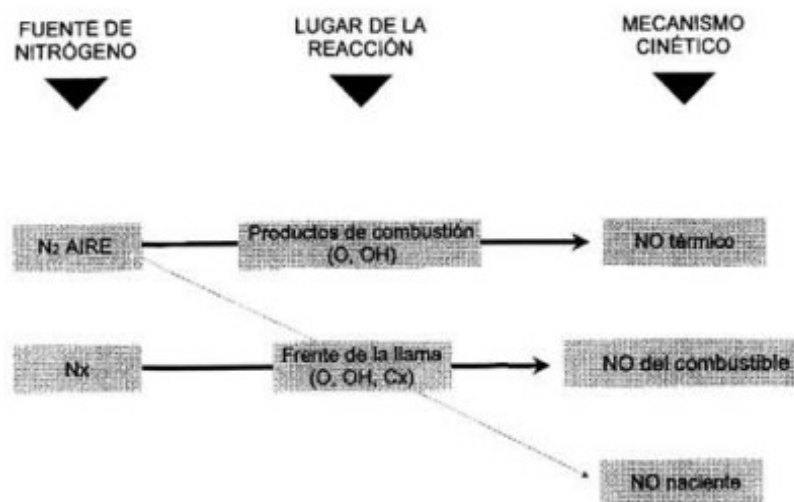 FUENTE DE
NITRÓGENO
LUGAR DE LA
REACCIÓN
MECANISMO
CINÉTICO
N₂ AIRE
Productos de combustión
(O, OH)
NO térmico
Nx
Frente de la llama
(O, OH, Cx)
NO del combustible
NO naciente